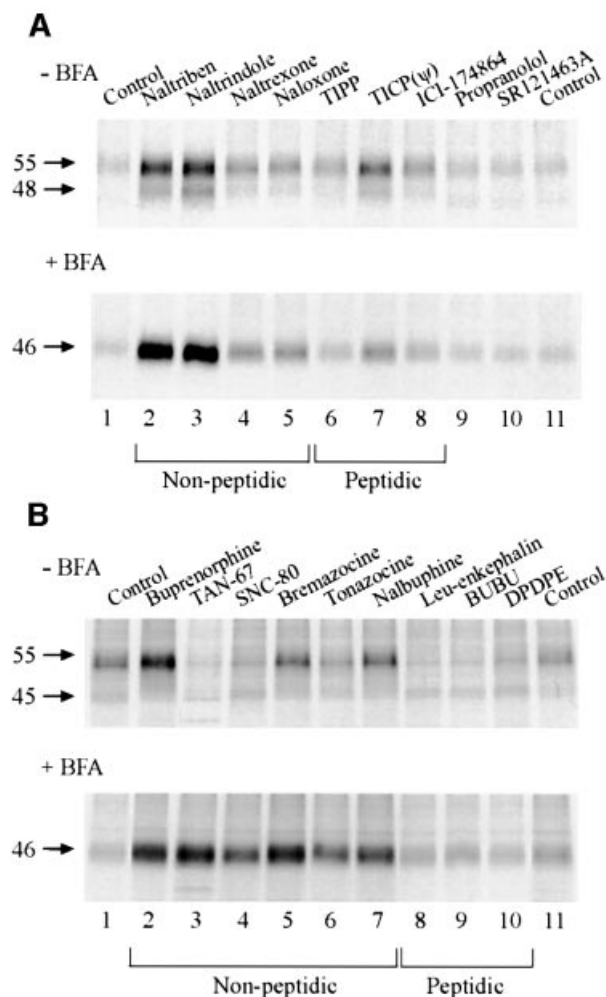 A
- BFA
Control Naltriben Naltrindole Naltrexone Naloxone TIPP TICP(ψ) ICI-174864 Propranolol SR121463A Control
55
48
+ BFA
46
1 2 3 4 5 6 7 8 9 10 11
Non-peptidic Peptidic
B
- BFA
Control Buprenorphine TAN-67 SNC-80 Bremazocine Tonazocine Nalbuphine Leu-enkephalin BUBU DPDPE Control
55
45
+ BFA
46
1 2 3 4 5 6 7 8 9 10 11
Non-peptidic Peptidic